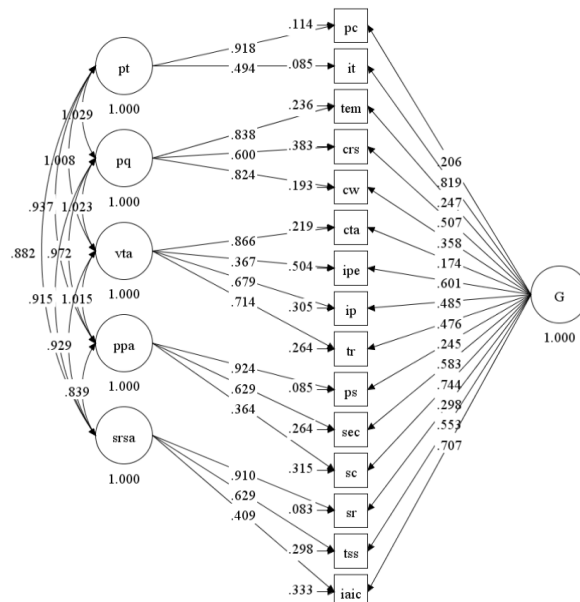 .114 pc
.918
pt .494 .085 it
1.000
1.029 .236 tem
.838 .206
1.008 .600 .383 crs .819
pq .824 .247
1.000 .193 cw .507
.937 1.023 .358
.219 cta .174
.882 .972 vta .866
.367 .504 ipe .601 G
.915 1.015 1.000 .679 .485 1.000
.714 .305 ip .476
.929 .264 tr .245
ppa .924 .583
.839 1.000 .629 .085 ps .744
.364 .298
.264 sec .553
srsa .707
1.000 .315 sc
.910
.629 .083 sr
.409
.298 tss
.333 iaic